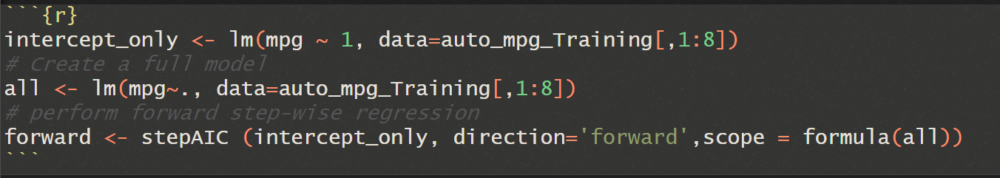 ```{r}
intercept_only <- lm(mpg ~ 1, data=auto_mpg_Training[,1:8])
# Create a full model
all <- lm(mpg~., data=auto_mpg_Training[,1:8])
# perform forward step-wise regression
forward <- stepAIC (intercept_only, direction='forward',scope = formula(all))
```